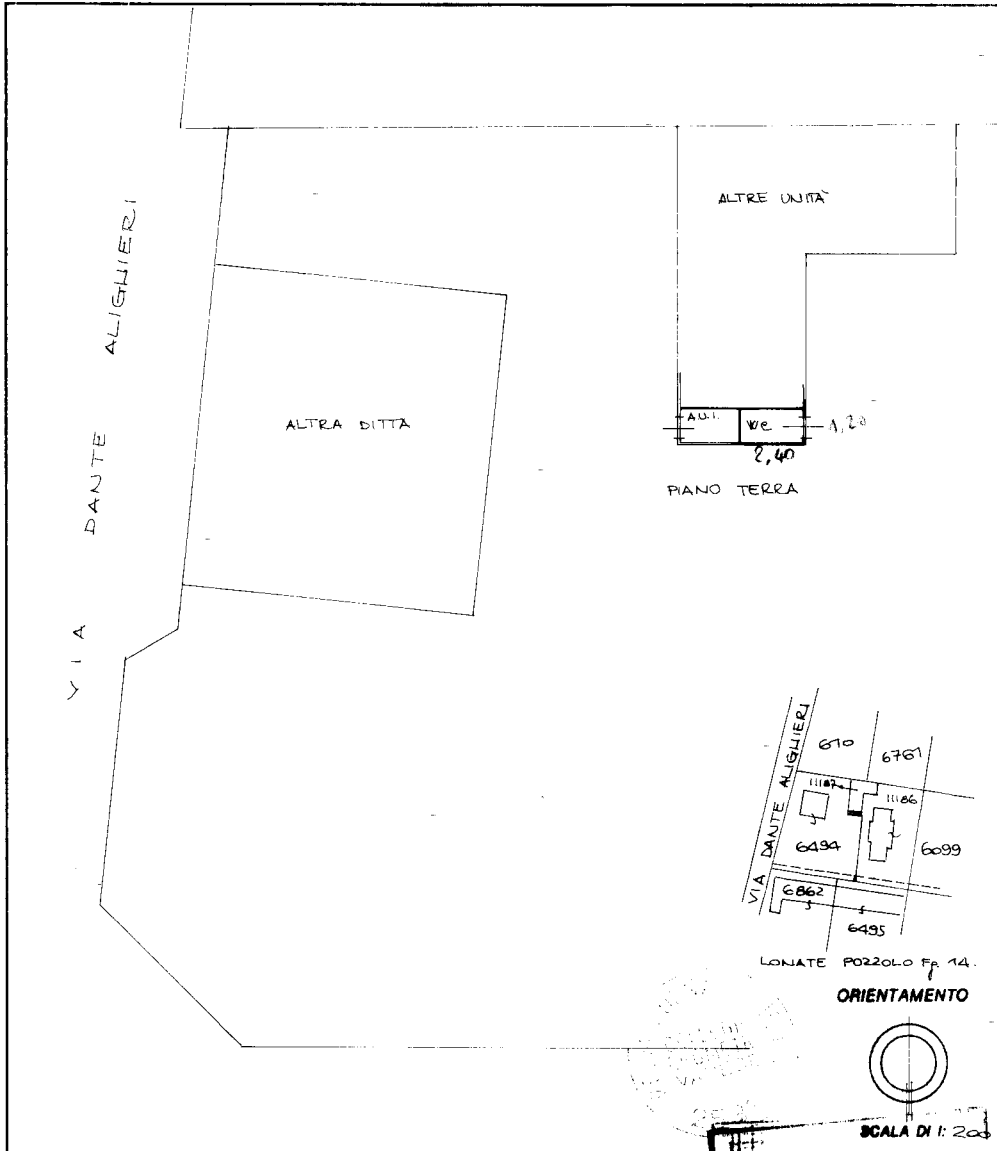 VIA DANTE ALIGHIERI
ALTRE UNITÀ
ALTRA DITTA
A.U.I.
wc
1,20
2,40
PIANO TERRA
VIA DANTE ALIGHIERI
610
6761
11187
11186
6494
6099
6862
6495
LONATE POZZOLO Fg. 14.
ORIENTAMENTO
SCALA DI 1: 200